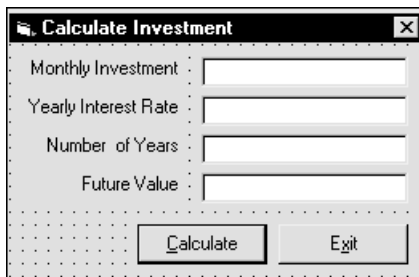 Calculate Investment
Monthly Investment
Yearly Interest Rate
Number of Years
Future Value
Calculate
Exit